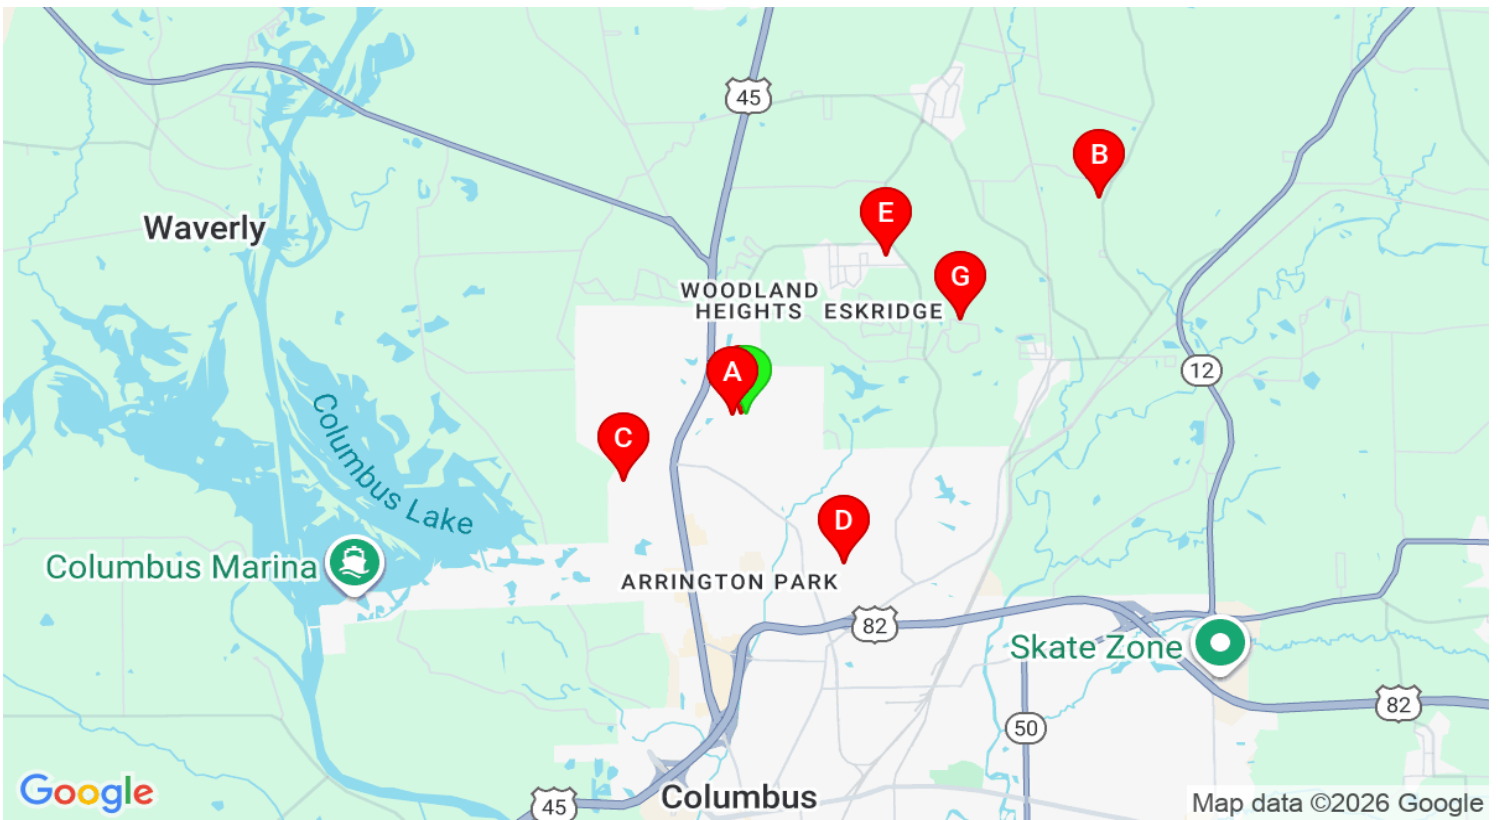 45
B
E
Waverly
G
WOODLAND
HEIGHTS
ESKRIDGE
A
12
C
Columbus Lake
D
Columbus Marina
ARRINGTON PARK
82
Skate Zone
82
50
Google
45
Columbus
Map data ©2026 Google